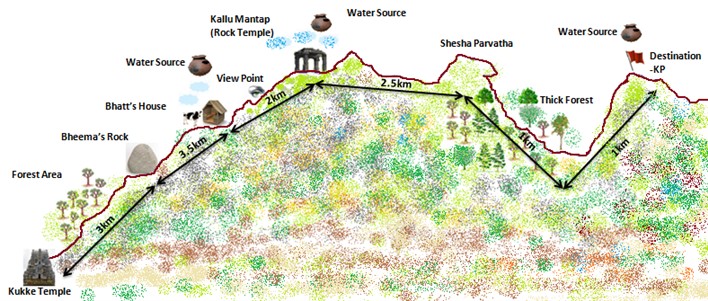 Kallu Mantap
(Rock Temple)
Water Source
Water Source
Shesha Parvatha
Water Source
Destination
-KP
View Point
Bhatt's House
Thick Forest
Bheema's Rock
Forest Area
Kukke Temple
3km
3.5km
2km
2.5km
1km
1km